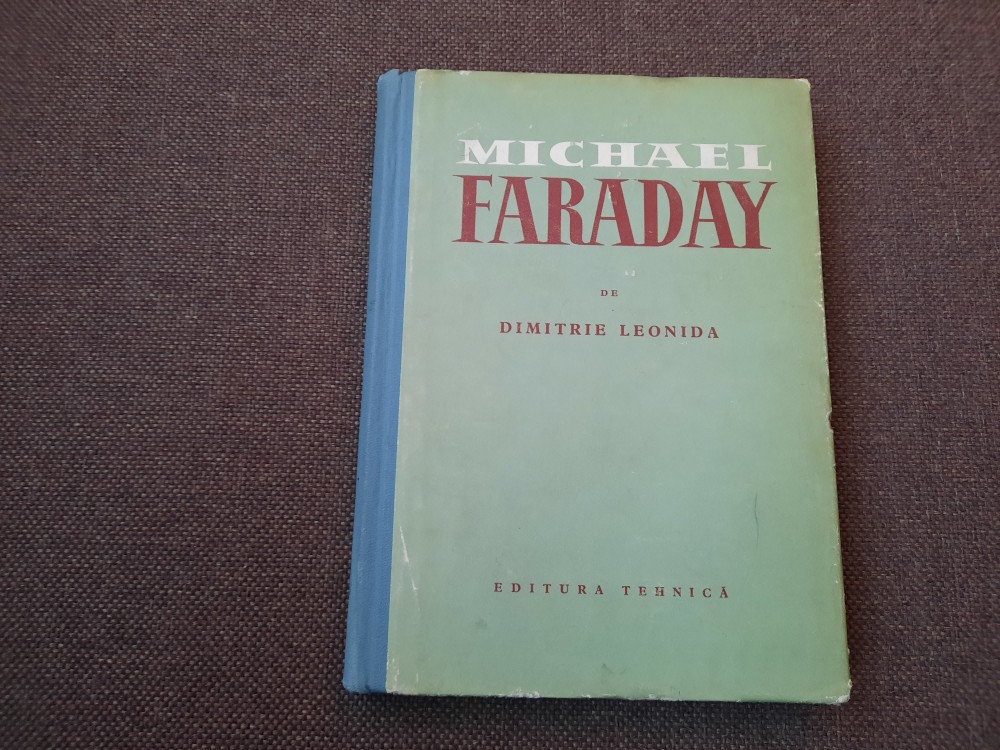 MICHAEL
FARADAY
DE
DIMITRIE LEONIDA
EDITURA TEHNICĂ